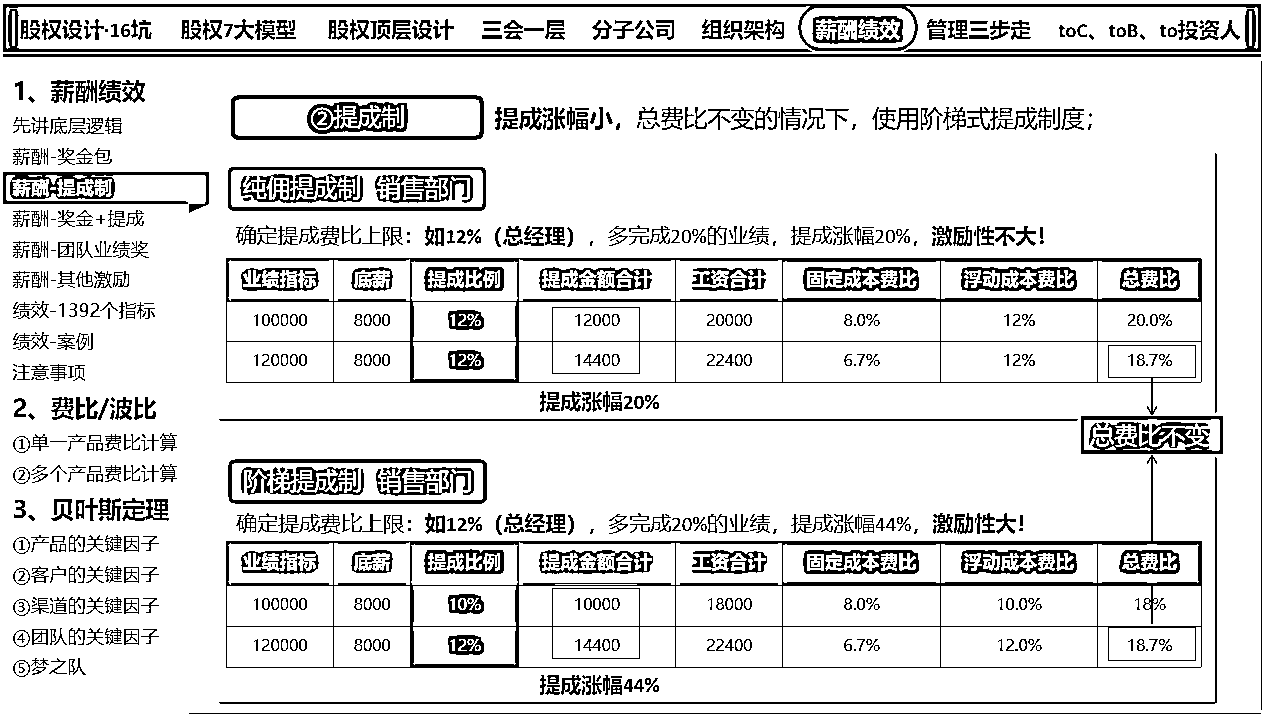 股权设计·16坑 股权7大模型 股权顶层设计 三会一层 分子公司 组织架构 薪酬绩效 管理三步走 toC、toB、to投资人
1、薪酬绩效
先讲底层逻辑
薪酬-奖金包
薪酬-提成制
薪酬-奖金+提成
薪酬-团队业绩奖
薪酬-其他激励
绩效-1392个指标
绩效-案例
注意事项
2、费比/波比
①单一产品费比计算
②多个产品费比计算
3、贝叶斯定理
①产品的关键因子
②客户的关键因子
③渠道的关键因子
④团队的关键因子
⑤梦之队
②提成制 提成涨幅小，总费比不变的情况下，使用阶梯式提成制度；
纯佣提成制 销售部门
确定提成费比上限：如12%（总经理），多完成20%的业绩，提成涨幅20%，激励性不大！
业绩指标 底薪 提成比例 提成金额合计 工资合计 固定成本费比 浮动成本费比 总费比
100000 8000 12% 12000 20000 8.0% 12% 20.0%
120000 8000 12% 14400 22400 6.7% 12% 18.7%
提成涨幅20%
总费比不变
阶梯提成制 销售部门
确定提成费比上限：如12%（总经理），多完成20%的业绩，提成涨幅44%，激励性大！
业绩指标 底薪 提成比例 提成金额合计 工资合计 固定成本费比 浮动成本费比 总费比
100000 8000 10% 10000 18000 8.0% 10.0% 18%
120000 8000 12% 14400 22400 6.7% 12.0% 18.7%
提成涨幅44%